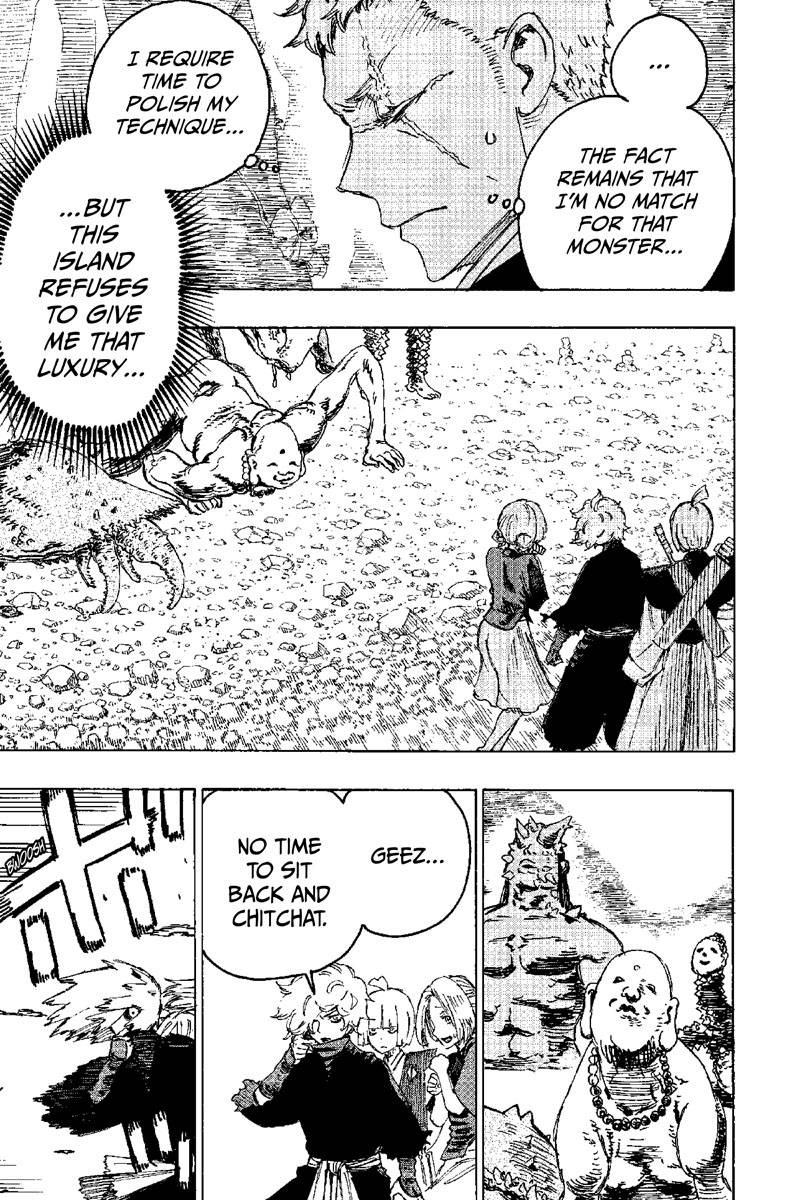 ...
THE FACT
REMAINS THAT
I'M NO MATCH
FOR THAT
MONSTER...
I REQUIRE
TIME TO
POLISH MY
TECHNIQUE...
...BUT
THIS
ISLAND
REFUSES
TO GIVE
ME THAT
LUXURY...
GEEZ...
NO TIME
TO SIT
BACK AND
CHITCHAT.
BWOOSH